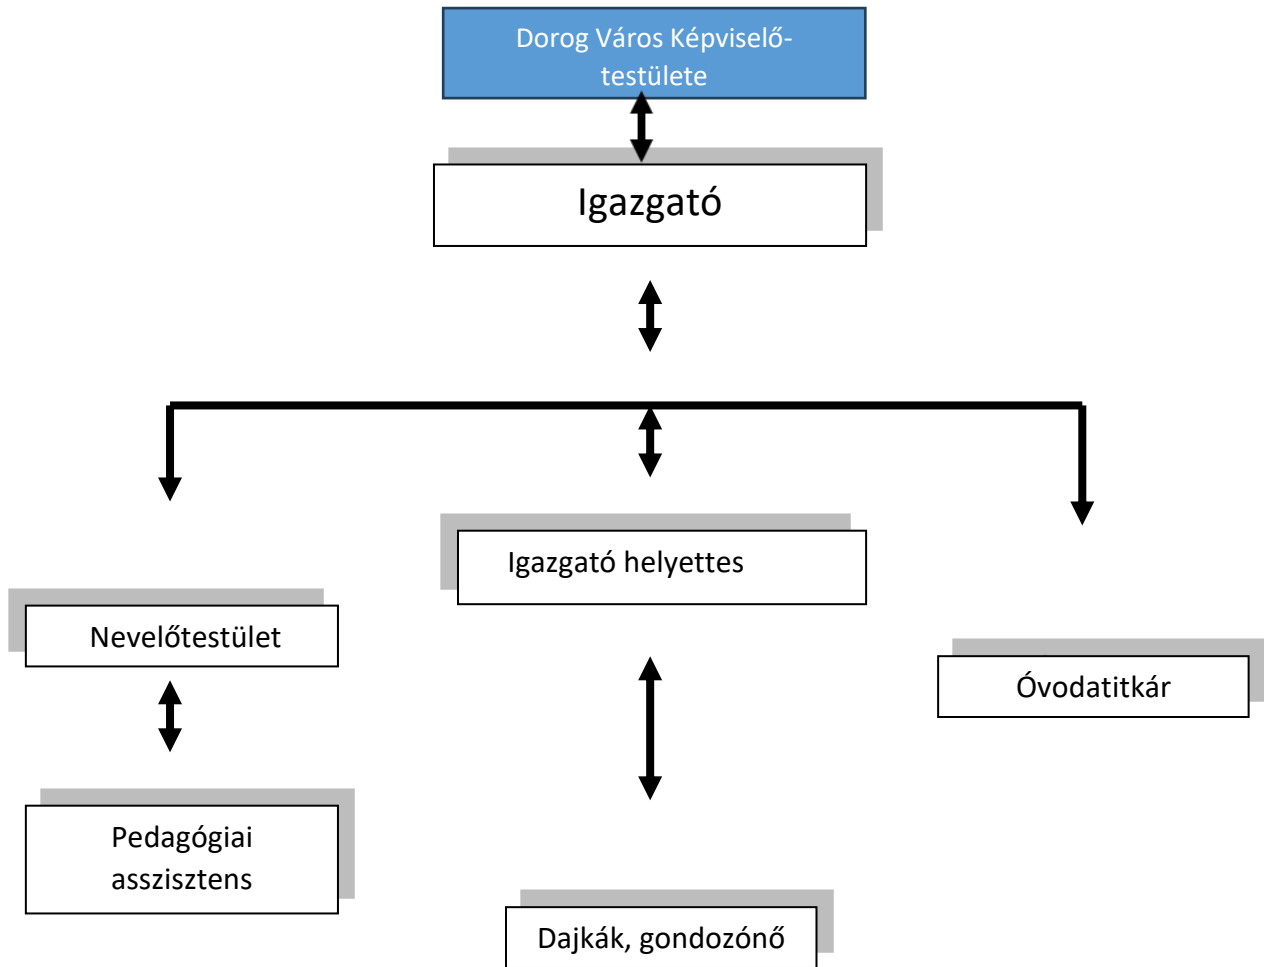 Dorog Város Képviselő-
testülete
Igazgató
Igazgató helyettes
Nevelőtestület
Óvodatitkár
Pedagógiai
asszisztens
Dajkák, gondozónő